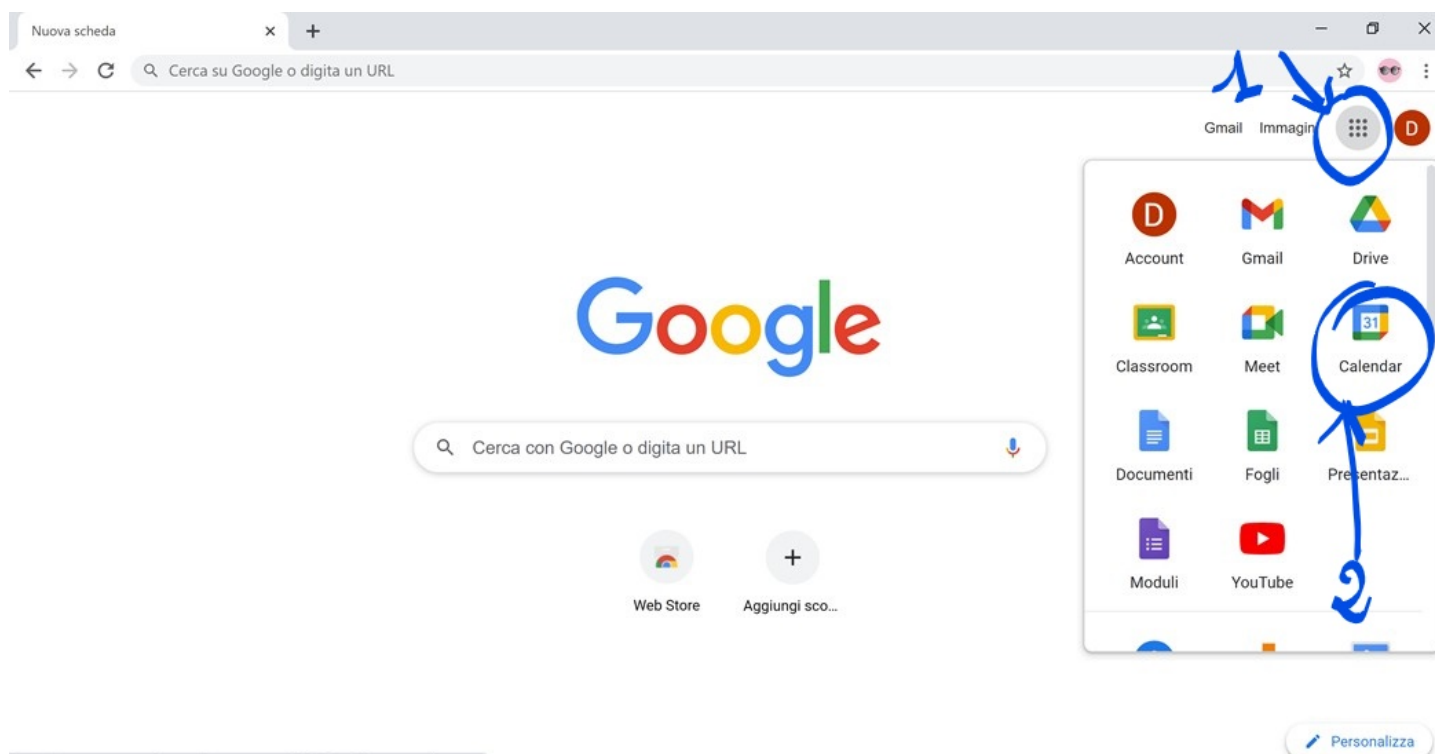 Nuova scheda
Cerca su Google o digita un URL
1
Gmail Immagin
D
D
Account Gmail Drive
31
Classroom Meet Calendar
Google
Cerca con Google o digita un URL
Documenti Fogli Presentaz...
Moduli YouTube
2
Web Store Aggiungi sco...
Personalizza